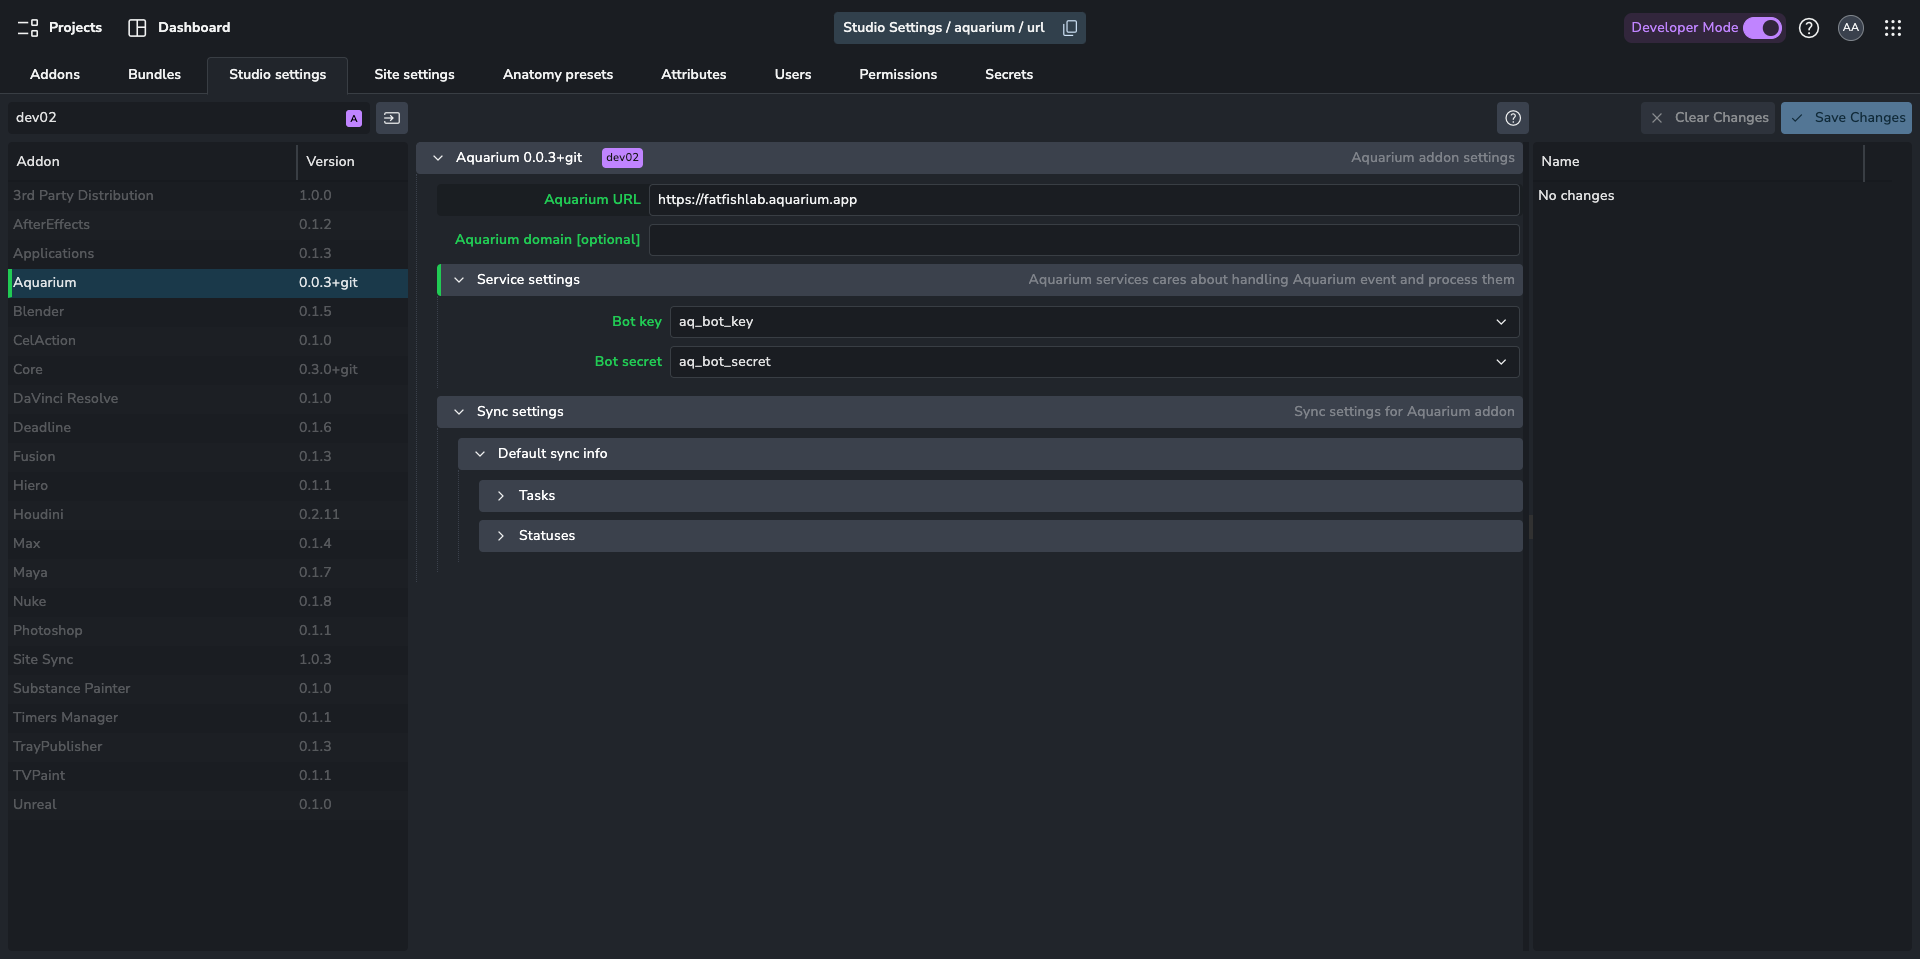 Projects
Dashboard
Studio Settings / aquarium / url
Developer Mode
AA
Addons
Bundles
Studio settings
Site settings
Anatomy presets
Attributes
Users
Permissions
Secrets
dev02
A
Clear Changes
Save Changes
Addon Version
3rd Party Distribution 1.0.0
AfterEffects 0.1.2
Applications 0.1.3
Aquarium 0.0.3+git
Blender 0.1.5
CelAction 0.1.0
Core 0.3.0+git
DaVinci Resolve 0.1.0
Deadline 0.1.6
Fusion 0.1.3
Hiero 0.1.1
Houdini 0.2.11
Max 0.1.4
Maya 0.1.7
Nuke 0.1.8
Photoshop 0.1.1
Site Sync 1.0.3
Substance Painter 0.1.0
Timers Manager 0.1.1
TrayPublisher 0.1.3
TVPaint 0.1.1
Unreal 0.1.0
Aquarium 0.0.3+git dev02 Aquarium addon settings
Aquarium URL https://fatfishlab.aquarium.app
Aquarium domain [optional]
Service settings Aquarium services cares about handling Aquarium event and process them
Bot key aq_bot_key
Bot secret aq_bot_secret
Sync settings Sync settings for Aquarium addon
Default sync info
Tasks
Statuses
Name
No changes